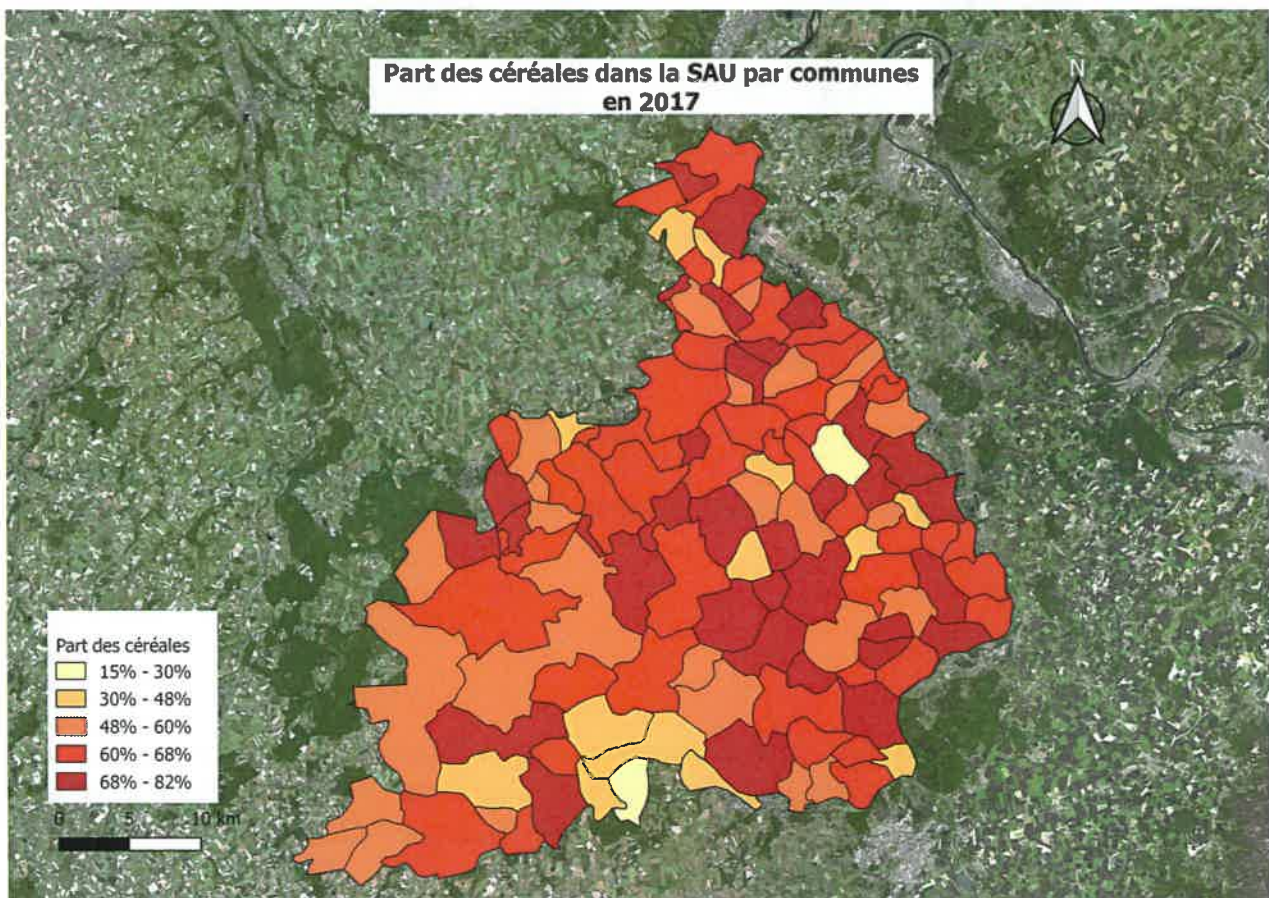 Part des céréales dans la SAU par communes
en 2017
N
Part des céréales
15% - 30%
30% - 48%
48% - 60%
60% - 68%
68% - 82%
0 5 10 km